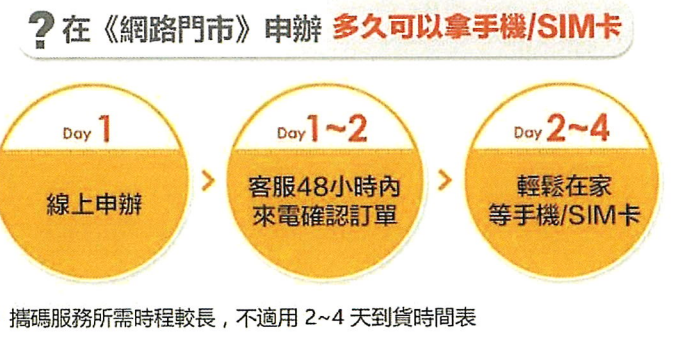 ?在《網路門市》申辦 多久可以拿手機/SIM卡
Day 1
線上申辦
>
Day 1~2
客服48小時內
來電確認訂單
>
Day 2~4
輕鬆在家
等手機/SIM卡
攜碼服務所需時程較長，不適用 2~4 天到貨時間表